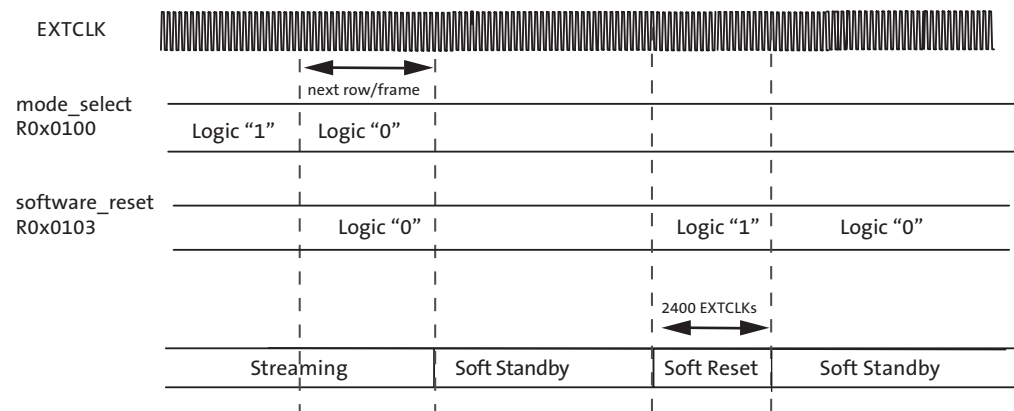 EXTCLK
next row/frame
mode_select
R0x0100
Logic “1”
Logic “0”
software_reset
R0x0103
Logic “0”
Logic “1”
Logic “0”
2400 EXTCLKs
Streaming
Soft Standby
Soft Reset
Soft Standby